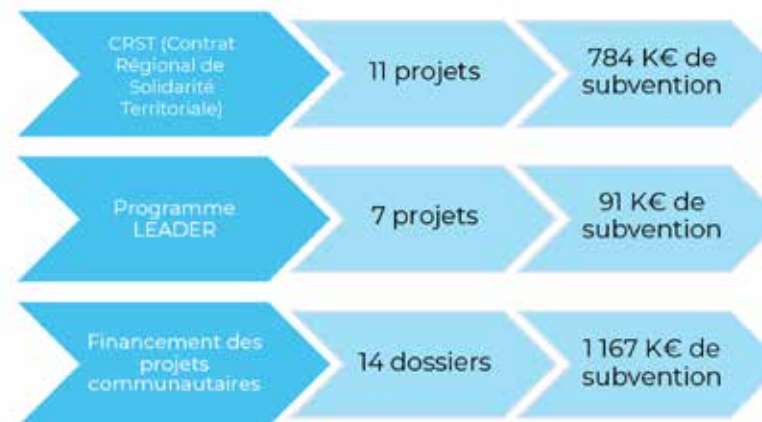 CRST (Contrat
Régional de
Solidarité
Territoriale)
11 projets
784 K€ de
subvention
Programme
LEADER
7 projets
91 K€ de
subvention
Financement des
projets
communautaires
14 dossiers
1 167 K€ de
subvention